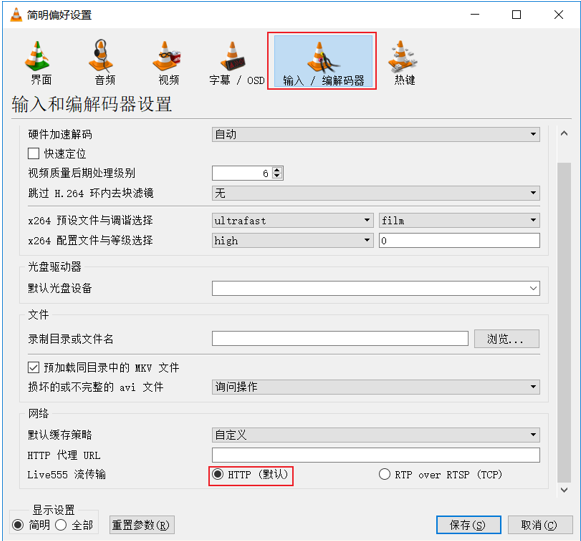 简明偏好设置
界面 音频 视频 字幕 / OSD 输入 / 编解码器 热键
输入和编解码器设置
硬件加速解码 自动
快速定位
视频质量后期处理级别 6
跳过 H.264 环内去块滤镜 无
x264 预设文件与调谐选择 ultrafast film
x264 配置文件与等级选择 high 0
光盘驱动器
默认光盘设备
文件
录制目录或文件名 浏览...
预加载同目录中的 MKV 文件
损坏的或不完整的 avi 文件 询问操作
网络
默认缓存策略 自定义
HTTP 代理 URL
Live555 流传输 HTTP (默认) RTP over RTSP (TCP)
显示设置
简明 全部 重置参数(R) 保存(S) 取消(C)